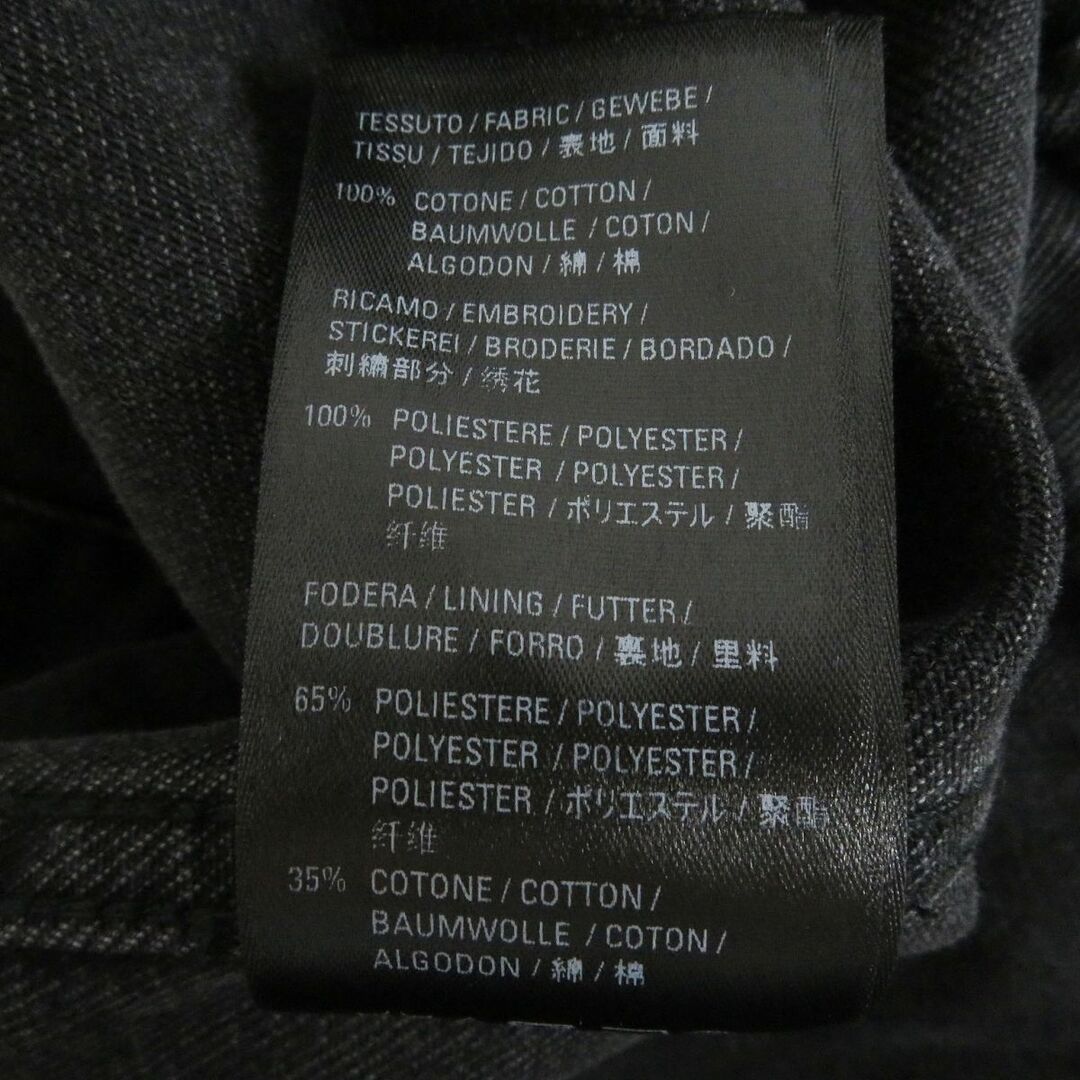 TESSUTO / FABRIC / GEWEBE /
TISSU / TEJIDO / 表地 / 面料
100% COTONE / COTTON /
BAUMWOLLE / COTON /
ALGODON / 綿 / 棉
RICAMO / EMBROIDERY /
STICKEREI / BRODERIE / BORDADO /
刺繍部分 / 绣花
100% POLIESTERE / POLYESTER /
POLYESTER / POLYESTER /
POLIESTER / ポリエステル / 聚酯
纤维
FODERA / LINING / FUTTER /
DOUBLURE / FORRO / 裏地 / 里料
65% POLIESTERE / POLYESTER /
POLYESTER / POLYESTER /
POLIESTER / ポリエステル / 聚酯
纤维
35% COTONE / COTTON /
BAUMWOLLE / COTON /
ALGODON / 綿 / 棉